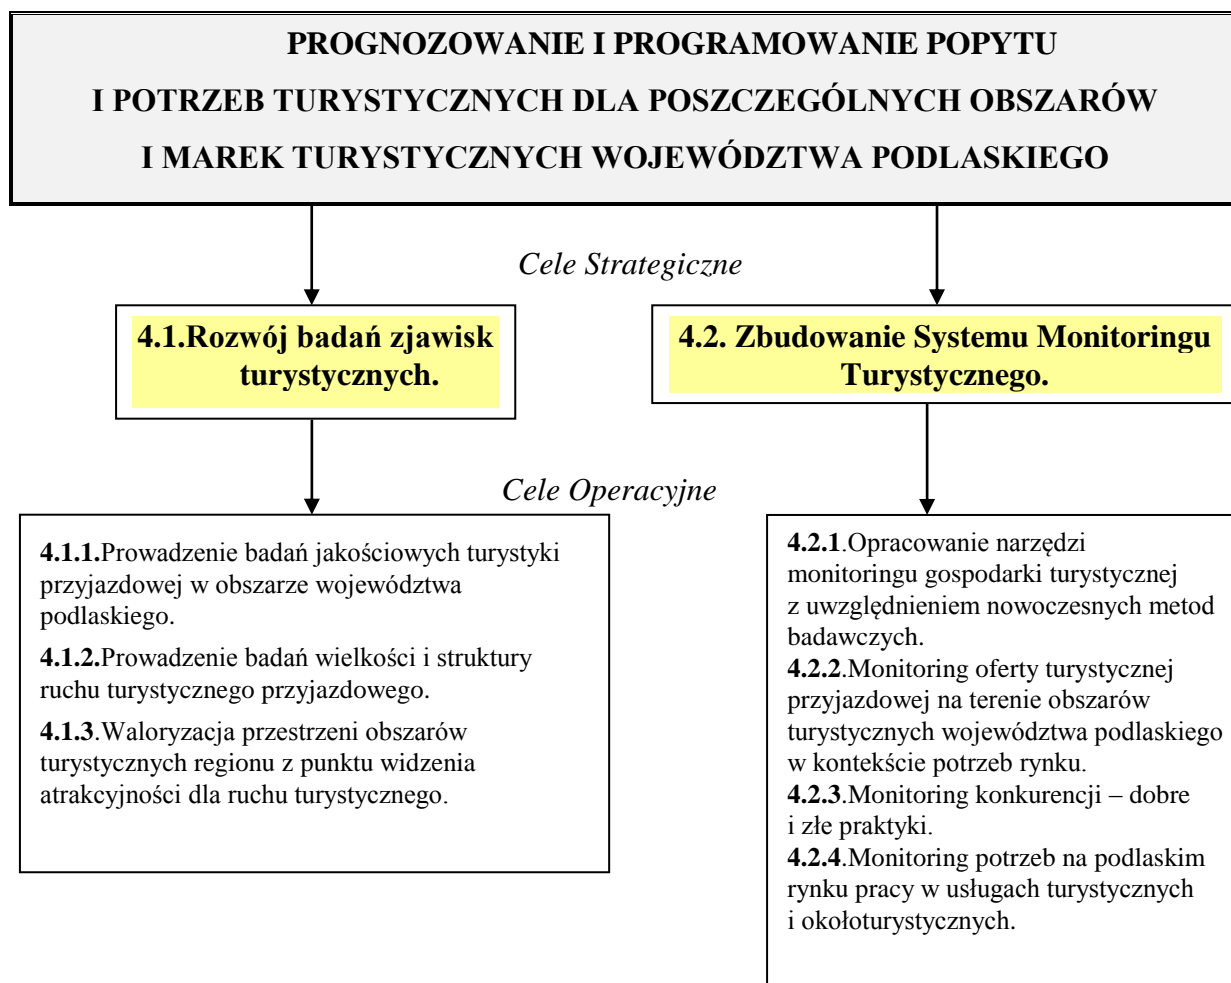 PROGNOZOWANIE I PROGRAMOWANIE POPYTU
I POTRZEB TURYSTYCZNYCH DLA POSZCZEGÓLNYCH OBSZARÓW
I MAREK TURYSTYCZNYCH WOJEWÓDZTWA PODLASKIEGO
Cele Strategiczne
4.1.Rozwój badań zjawisk
turystycznych.
4.2. Zbudowanie Systemu Monitoringu
Turystycznego.
Cele Operacyjne
4.1.1.Prowadzenie badań jakościowych turystyki
przyjazdowej w obszarze województwa
podlaskiego.
4.1.2.Prowadzenie badań wielkości i struktury
ruchu turystycznego przyjazdowego.
4.1.3.Waloryzacja przestrzeni obszarów
turystycznych regionu z punktu widzenia
atrakcyjności dla ruchu turystycznego.
4.2.1.Opracowanie narzędzi
monitoringu gospodarki turystycznej
z uwzględnieniem nowoczesnych metod
badawczych.
4.2.2.Monitoring oferty turystycznej
przyjazdowej na terenie obszarów
turystycznych województwa podlaskiego
w kontekście potrzeb rynku.
4.2.3.Monitoring konkurencji – dobre
i złe praktyki.
4.2.4.Monitoring potrzeb na podlaskim
rynku pracy w usługach turystycznych
i okołoturystycznych.